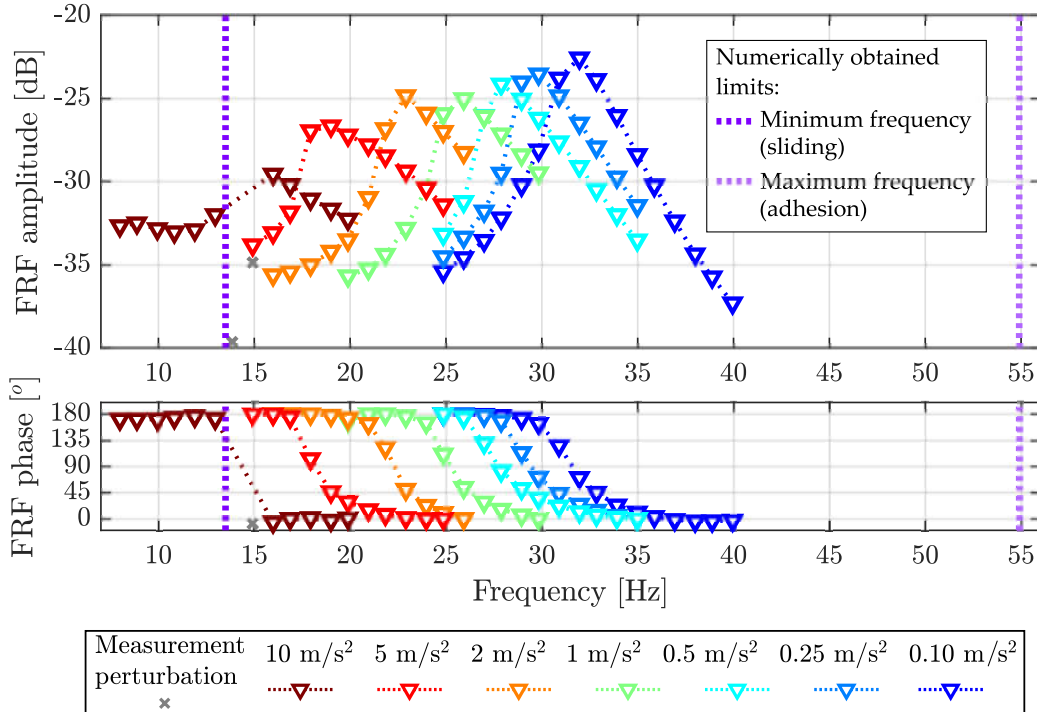 -20
-25
-30
-35
-40
FRF amplitude [dB]
Numerically obtained
limits:
Minimum frequency
(sliding)
Maximum frequency
(adhesion)
10 15 20 25 30 35 40 45 50 55
180
135
90
45
0
FRF phase [°]
10 15 20 25 30 35 40 45 50 55
Frequency [Hz]
Measurement
perturbation
10 m/s² 5 m/s² 2 m/s² 1 m/s² 0.5 m/s² 0.25 m/s² 0.10 m/s²